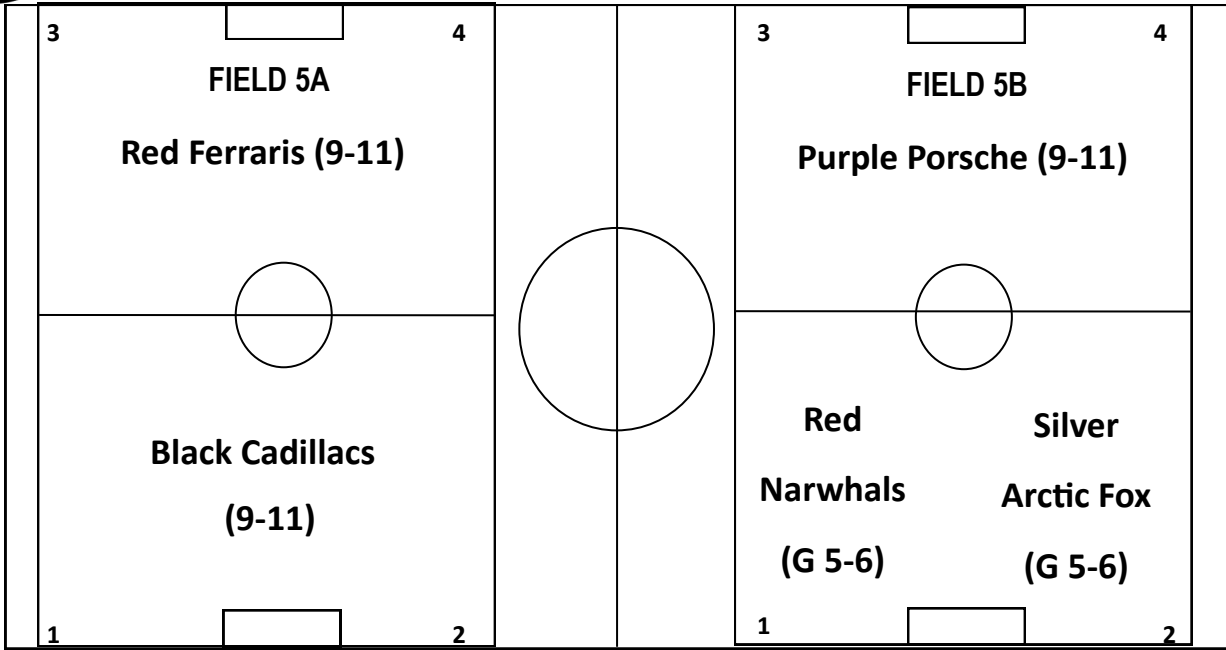 3 4
FIELD 5A
Red Ferraris (9-11)
Black Cadillacs
(9-11)
1 2
3 4
FIELD 5B
Purple Porsche (9-11)
Red
Narwhals
(G 5-6)
Silver
Arctic Fox
(G 5-6)
1 2